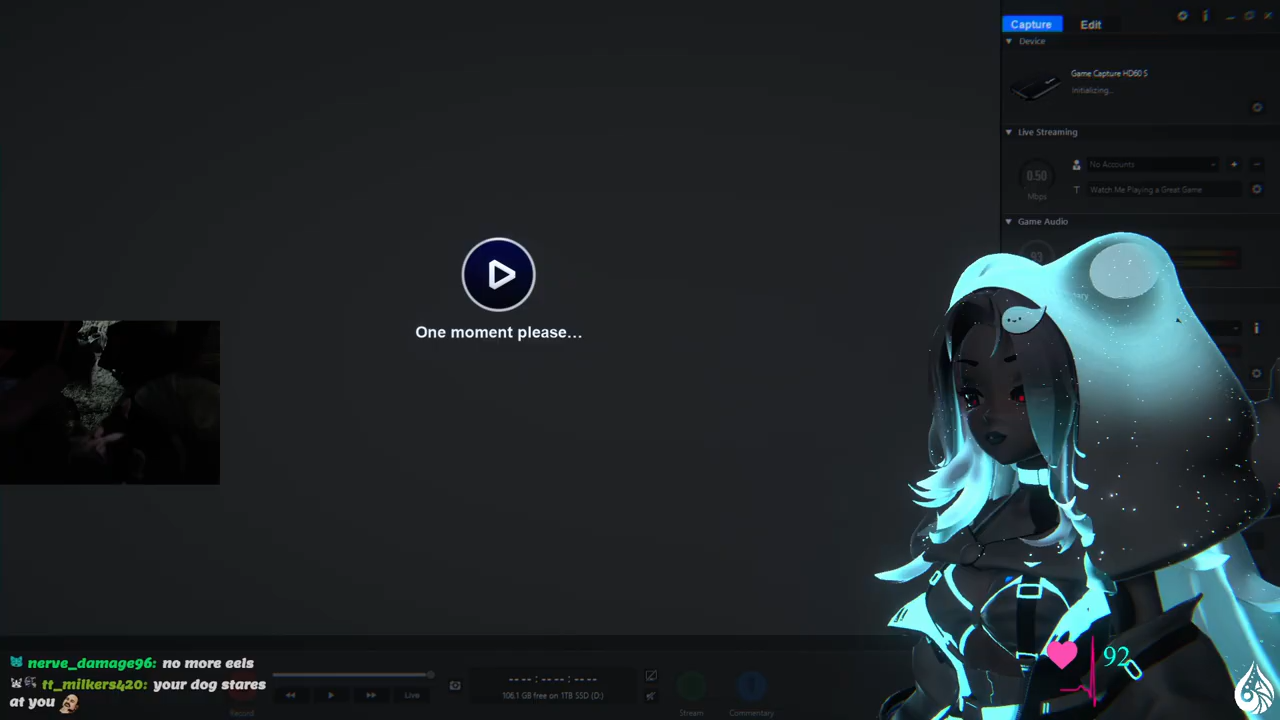 Capture
Edit
Device
Game Capture HD60 S
Initializing...
Live Streaming
0.50
Mbps
No Accounts
T
Watch Me Playing a Great Game
Game Audio
93
One moment please...
nerve_damage96: no more eels
tt_milkers420: your dog stares
at you
Record
Live
-- -- : -- -- : -- --
106.1 GB free on 1TB SSD (D:)
Stream
Commentary
92